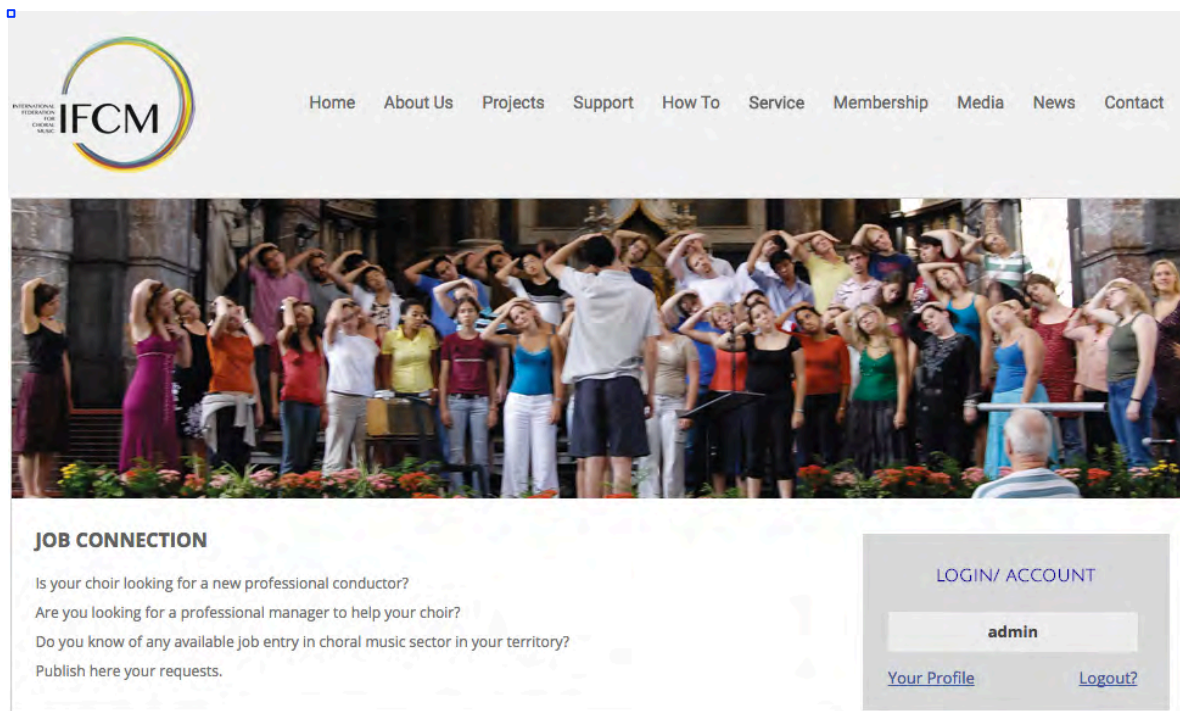 INTERNATIONAL
FEDERATION
FOR
CHORAL
MUSIC
IFCM
Home About Us Projects Support How To Service Membership Media News Contact
JOB CONNECTION
Is your choir looking for a new professional conductor?
Are you looking for a professional manager to help your choir?
Do you know of any available job entry in choral music sector in your territory?
Publish here your requests.
LOGIN/ ACCOUNT
admin
Your Profile Logout?